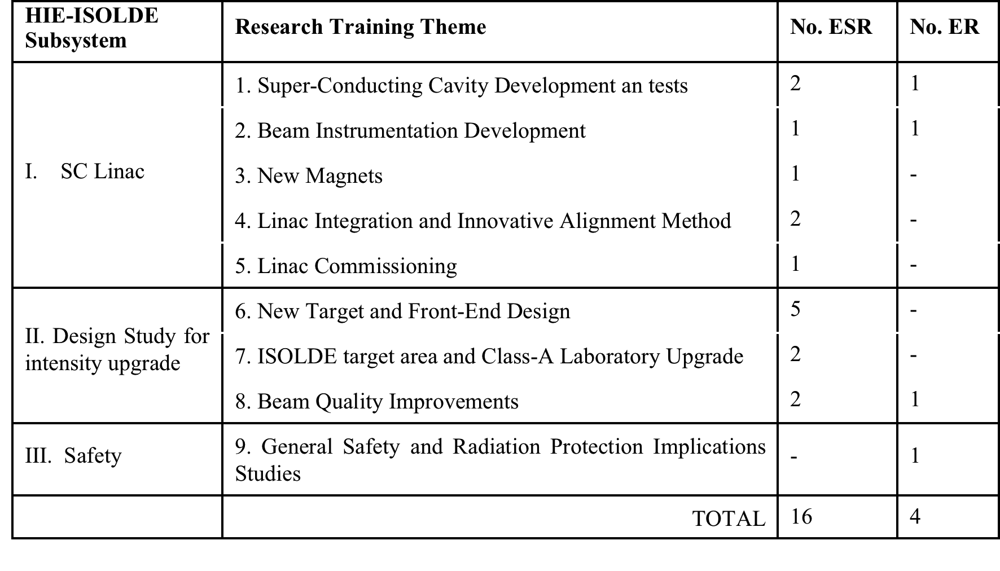 HIE-ISOLDE
Subsystem
Research Training Theme
No. ESR
No. ER
I. SC Linac
1. Super-Conducting Cavity Development an tests
2
1
2. Beam Instrumentation Development
1
1
3. New Magnets
1
-
4. Linac Integration and Innovative Alignment Method
2
-
5. Linac Commissioning
1
-
II. Design Study for
intensity upgrade
6. New Target and Front-End Design
5
-
7. ISOLDE target area and Class-A Laboratory Upgrade
2
-
8. Beam Quality Improvements
2
1
III. Safety
9. General Safety and Radiation Protection Implications
Studies
-
1
TOTAL
16
4